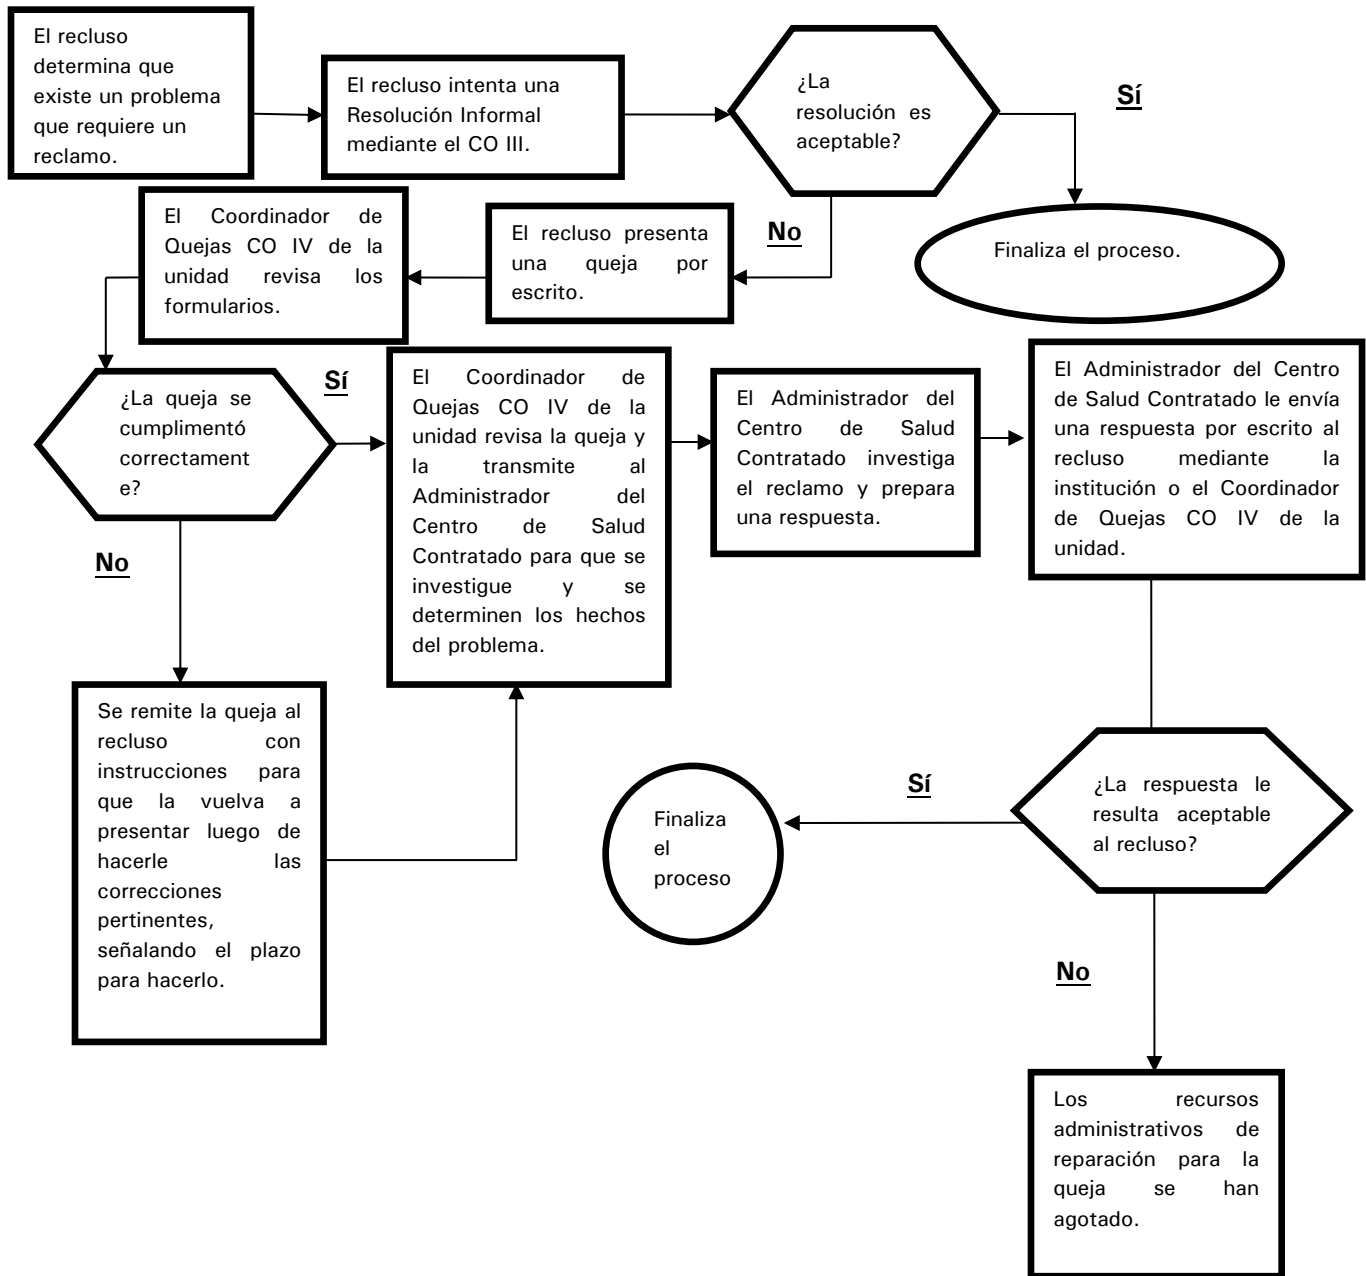 El recluso
determina que
existe un problema
que requiere un
reclamo.
El recluso intenta una
Resolución Informal
mediante el CO III.
¿La
resolución es
aceptable?
Sí
Finaliza el proceso.
No
El recluso presenta
una queja por
escrito.
El Coordinador de
Quejas CO IV de la
unidad revisa los
formularios.
¿La queja se
cumplimentó
correctament
e?
Sí
El Coordinador de
Quejas CO IV de la
unidad revisa la queja y
la transmite al
Administrador del
Centro de Salud
Contratado para que se
investigue y se
determinen los hechos
del problema.
El Administrador del
Centro de Salud
Contratado investiga
el reclamo y prepara
una respuesta.
El Administrador del Centro
de Salud Contratado le envía
una respuesta por escrito al
recluso mediante la
institución o el Coordinador
de Quejas CO IV de la
unidad.
No
Se remite la queja al
recluso con
instrucciones para
que la vuelva a
presentar luego de
hacerle las
correcciones
pertinentes,
señalando el plazo
para hacerlo.
¿La respuesta le
resulta aceptable
al recluso?
Sí
Finaliza
el
proceso
No
Los recursos
administrativos de
reparación para la
queja se han
agotado.